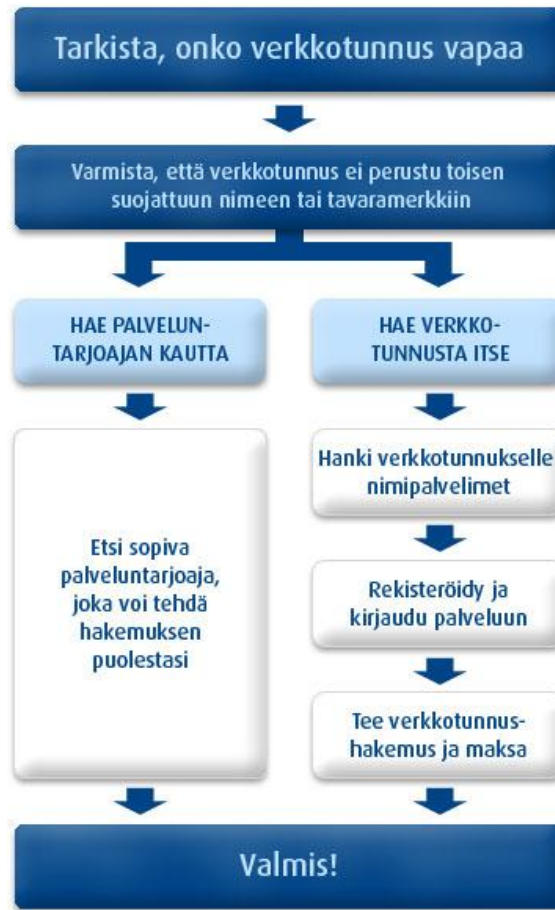 Tarkista, onko verkkotunnus vapaa
Varmista, että verkkotunnus ei perustu toisen
suojattuun nimeen tai tavaramerkkiin
HAE PALVELUN-
TARJOAJAN KAUTTA
Etsi sopiva
palveluntarjoaja,
joka voi tehdä
hakemuksen
puolestasi
HAE VERKKO-
TUNNUSTA ITSE
Hanki verkkotunnukselle
nimipalvelimet
Rekisteröidy ja
kirjaudu palveluun
Tee verkkotunnus-
hakemus ja maksa
Valmis!